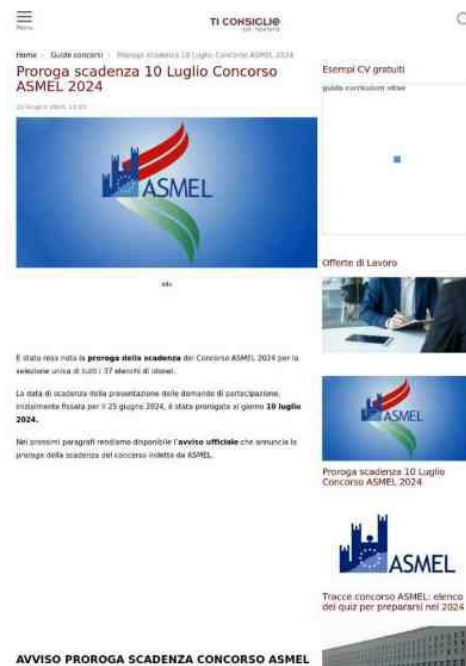 Menu
TI CONSIGLIO
Home
Guide concorsi
Proroga scadenza 10 Luglio Concorso ASMEL 2024
Proroga scadenza 10 Luglio Concorso
ASMEL 2024
ASMEL
Adv
È stata resa nota la proroga della scadenza del Concorso ASMEL 2024 per la
selezione unica di tutti i 37 elenchi di idonei.
La data di scadenza della presentazione delle domande di partecipazione,
inizialmente fissata per il 25 giugno 2024, è stata prorogata al giorno 10 luglio
2024.
Nei prossimi paragrafi rendiamo disponibile l'avviso ufficiale che annuncia la
proroga della scadenza del concorso indetto da ASMEL.
AVVISO PROROGA SCADENZA CONCORSO ASMEL
Esempi CV gratuiti
guida curriculum vitae
Offerte di Lavoro
ASMEL
Proroga scadenza 10 Luglio
Concorso ASMEL 2024
ASMEL
Tracce concorso ASMEL: elenco
dei quiz per prepararsi nel 2024